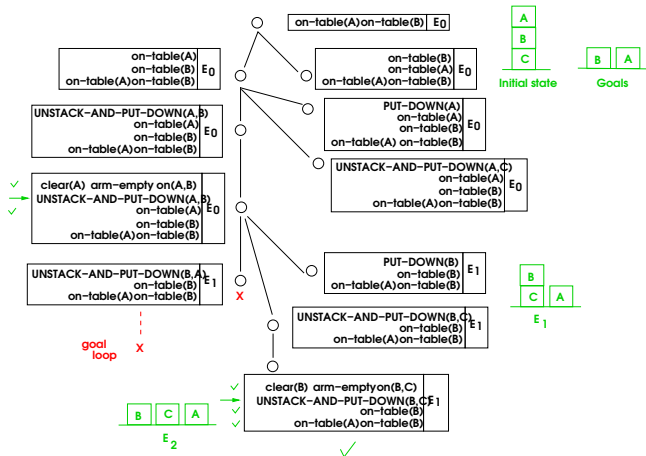 on-table(A)on-table(B) E0
on-table(A)
on-table(B)
on-table(A)on-table(B)
E0
on-table(B)
on-table(A)
on-table(A)on-table(B)
E0
A
B
C
Initial state
B A
Goals
UNSTACK-AND-PUT-DOWN(A,B)
on-table(A)
on-table(B)
on-table(A)on-table(B)
E0
PUT-DOWN(A)
on-table(A)
on-table(B)
on-table(A) on-table(B)
E0
UNSTACK-AND-PUT-DOWN(A,C)
on-table(A)
on-table(B)
on-table(A)on-table(B)
E0
clear(A) arm-empty on(A,B)
UNSTACK-AND-PUT-DOWN(A,B)
on-table(A)
on-table(B)
on-table(A)on-table(B)
E0
UNSTACK-AND-PUT-DOWN(B,A)
on-table(B)
on-table(A)on-table(B)
E1
X
PUT-DOWN(B)
on-table(B)
on-table(A)on-table(B)
E1
B
C A
E1
UNSTACK-AND-PUT-DOWN(B,C)
on-table(B)
on-table(A)on-table(B)
E1
goal
loop X
clear(B) arm-emptyon(B,C)
UNSTACK-AND-PUT-DOWN(B,C)
on-table(B)
on-table(A)on-table(B)
E1
B C A
E2